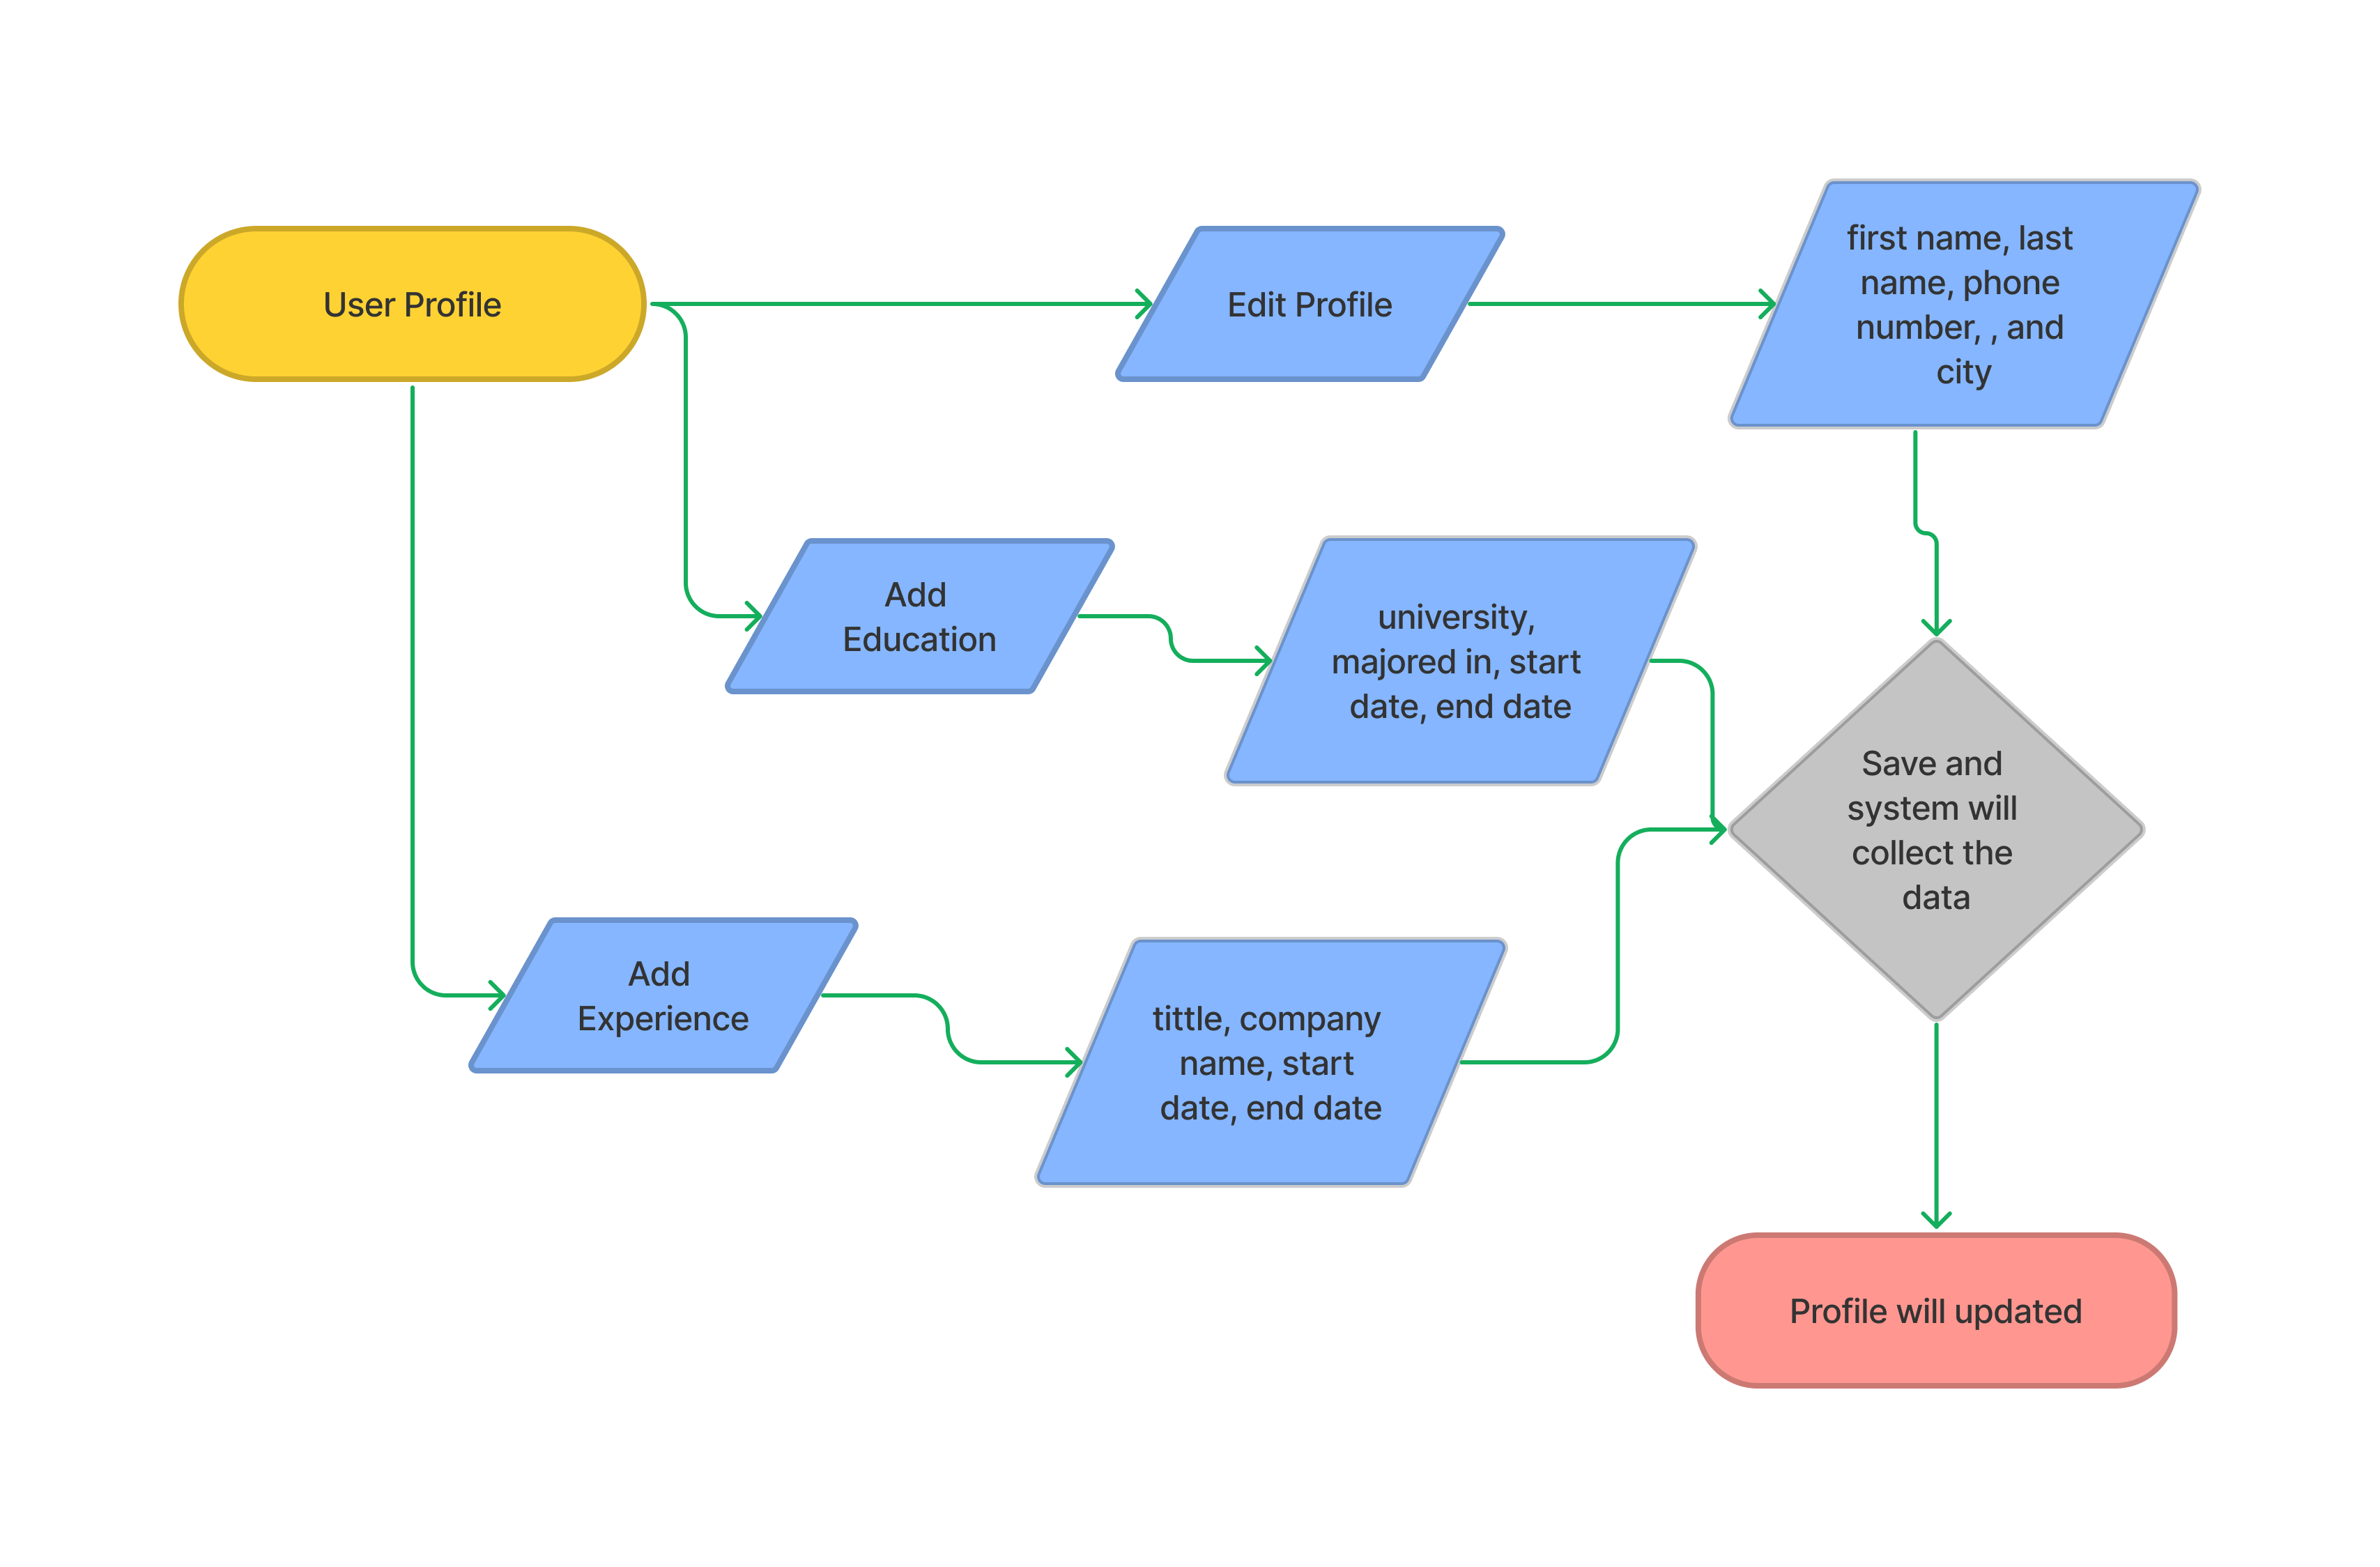 User Profile
Edit Profile
first name, last
name, phone
number, , and
city
Add
Education
university,
majored in, start
date, end date
Save and
system will
collect the
data
Add
Experience
tittle, company
name, start
date, end date
Profile will updated